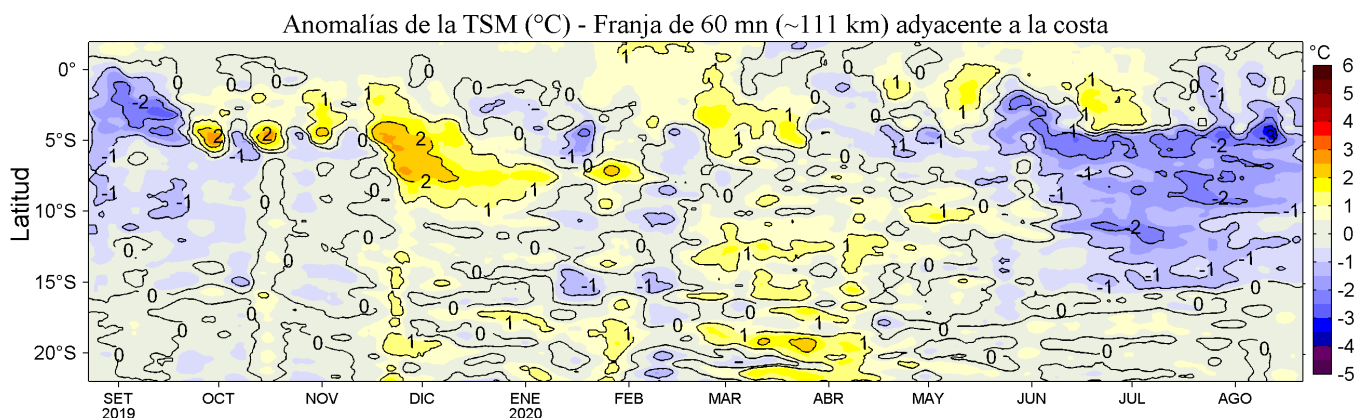 Anomalías de la TSM (°C) - Franja de 60 mn (~111 km) adyacente a la costa
Latitud
0°
5°S
10°S
15°S
20°S
SET OCT NOV DIC ENE FEB MAR ABR MAY JUN JUL AGO
2019 2020
°C
6
5
4
3
2
1
0
-1
-2
-3
-4
-5